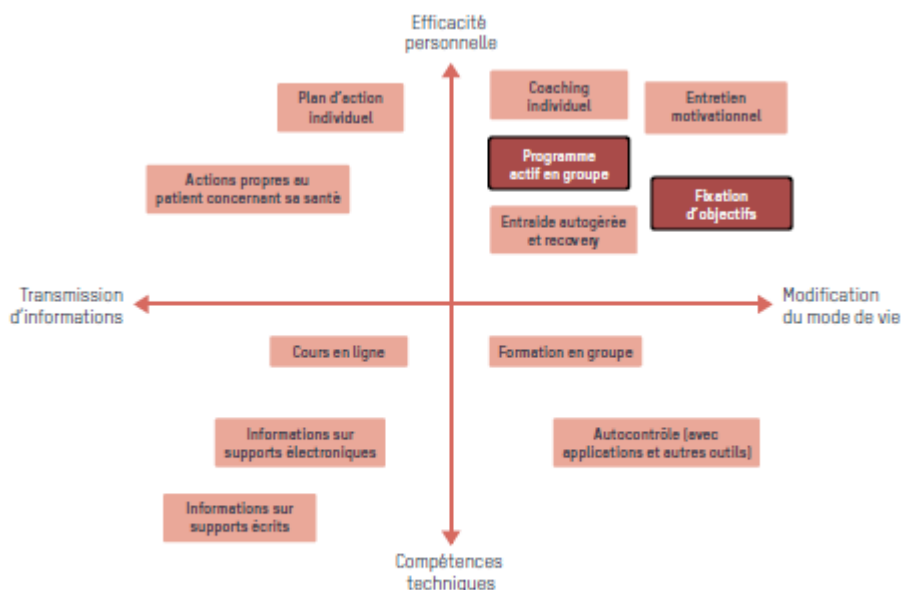 Efficacité
personnelle
Plan d'action
individuel
Coaching
individuel
Entretien
motivationnel
Programme
actif en groupe
Actions propres au
patient concernant sa santé
Fixation
d'objectifs
Entraide autogérée
et recovery
Transmission
d'informations
Modification
du mode de vie
Cours en ligne
Formation en groupe
Informations sur
supports électroniques
Autocontrôle (avec
applications et autres outils)
Informations sur
supports écrits
Compétences
techniques